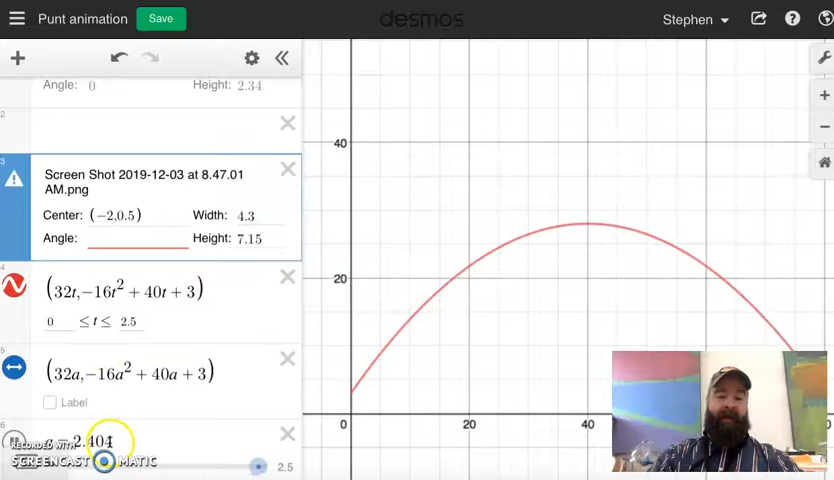 Punt animation
Save
desmos
Stephen
Angle: 0 Height: 2.34
2
3
Screen Shot 2019-12-03 at 8.47.01
AM.png
Center: (−2,0.5) Width: 4.3
Angle: Height: 7.15
4
(32t,−16t² + 40t + 3)
0 ≤ t ≤ 2.5
5
(32a,−16a² + 40a + 3)
Label
6
a = 2.404
2.5
RECORDED WITH
SCREENCAST MATIC
40
20
0
20
40